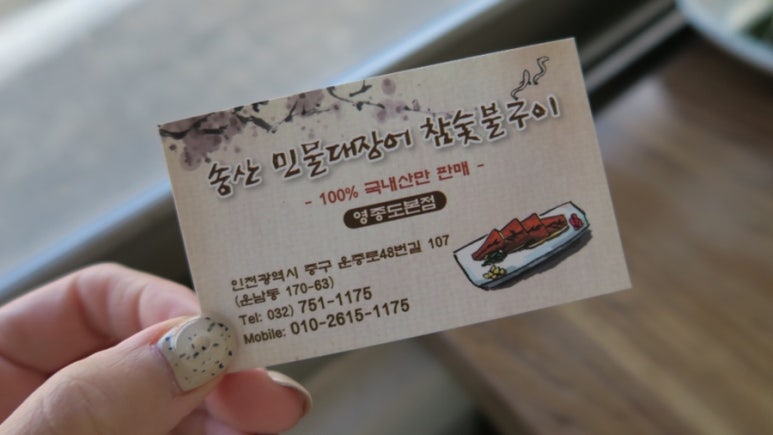 송산 민물대장어 참숯불구이
- 100% 국내산만 판매 -
영종도본점
인천광역시 중구 운중로48번길 107
(운남동 170-63)
Tel: 032) 751-1175
Mobile: 010-2615-1175